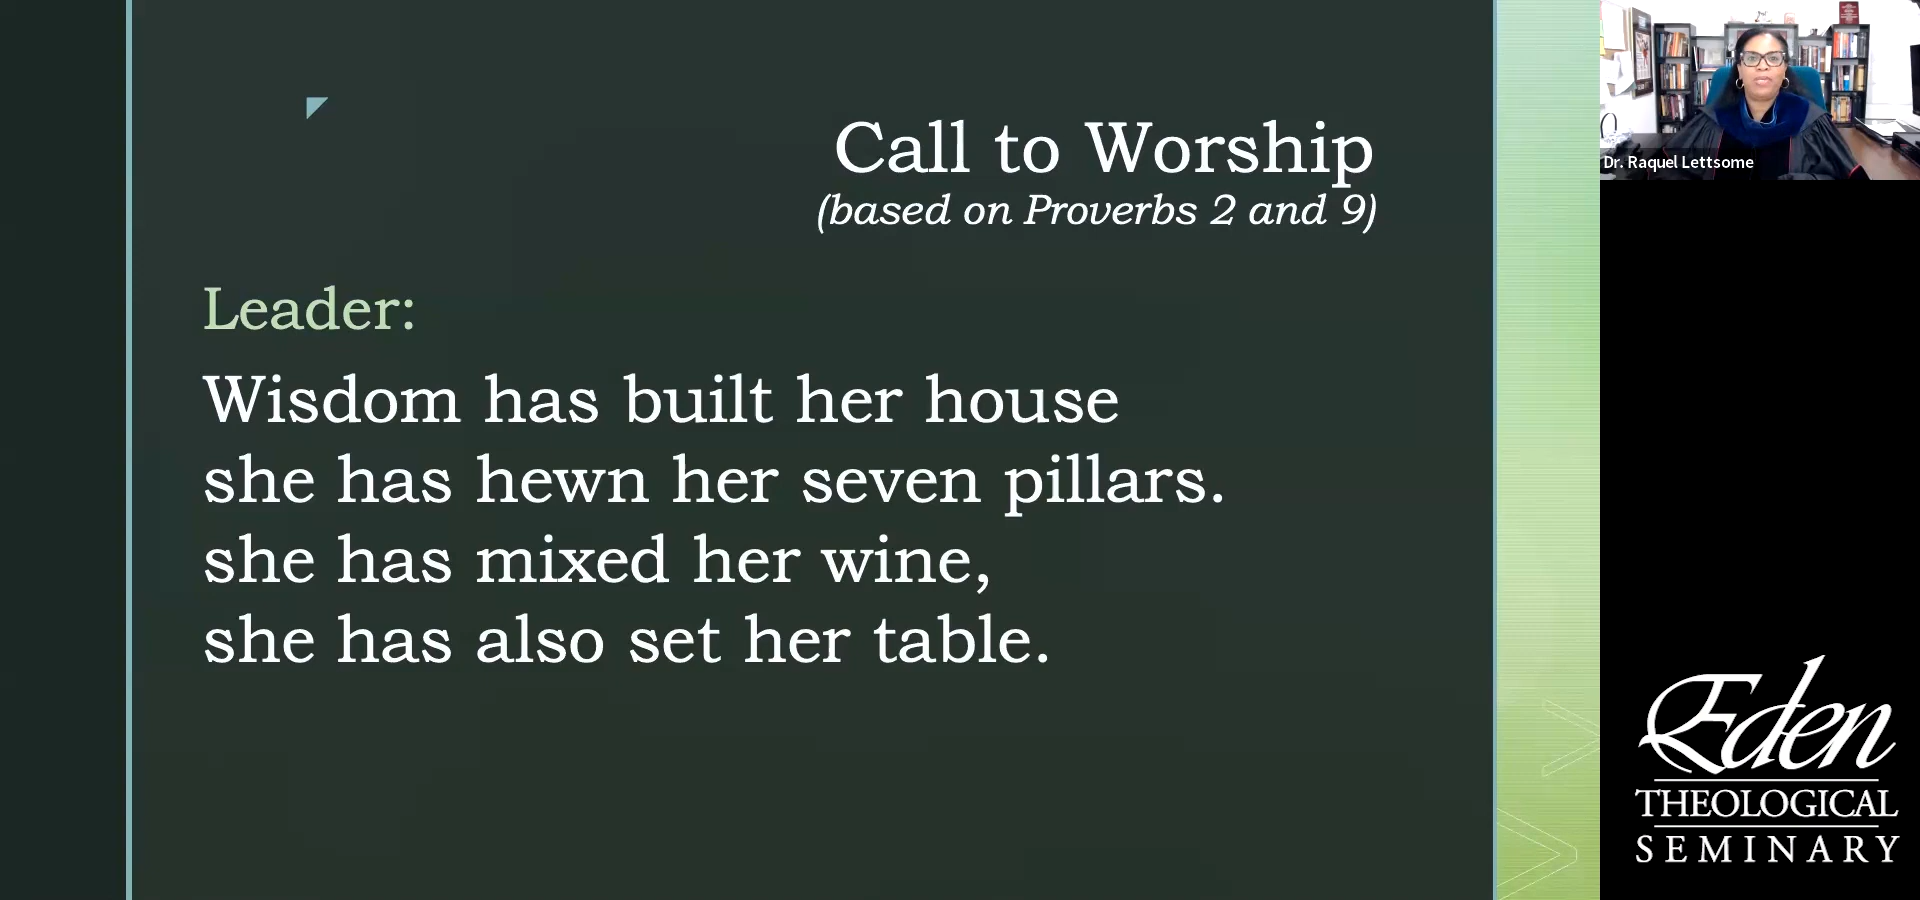 Call to Worship
(based on Proverbs 2 and 9)
Leader:
Wisdom has built her house
she has hewn her seven pillars.
she has mixed her wine,
she has also set her table.
Dr. Raquel Lettsome
Eden
THEOLOGICAL
SEMINARY